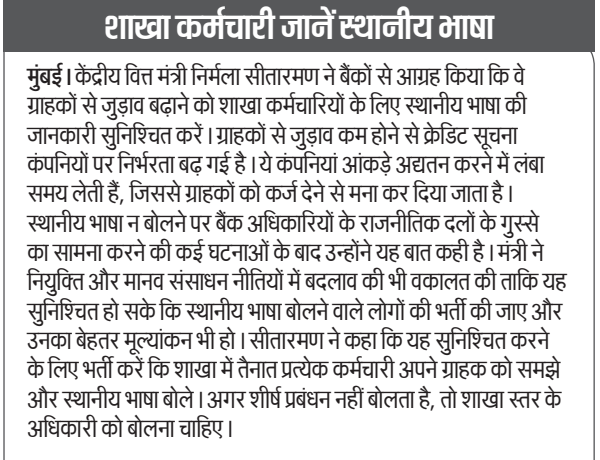 शाखा कर्मचारी जानें स्थानीय भाषा
मुंबई। केंद्रीय वित्त मंत्री निर्मला सीतारमण ने बैंकों से आग्रह किया कि वे
ग्राहकों से जुड़ाव बढ़ाने को शाखा कर्मचारियों के लिए स्थानीय भाषा की
जानकारी सुनिश्चित करें। ग्राहकों से जुड़ाव कम होने से क्रेडिट सूचना
कंपनियों पर निर्भरता बढ़ गई है। ये कंपनियां आंकड़े अद्यतन करने में लंबा
समय लेती हैं, जिससे ग्राहकों को कर्ज देने से मना कर दिया जाता है।
स्थानीय भाषा न बोलने पर बैंक अधिकारियों के राजनीतिक दलों के गुस्से
का सामना करने की कई घटनाओं के बाद उन्होंने यह बात कही है। मंत्री ने
नियुक्ति और मानव संसाधन नीतियों में बदलाव की भी वकालत की ताकि यह
सुनिश्चित हो सके कि स्थानीय भाषा बोलने वाले लोगों की भर्ती की जाए और
उनका बेहतर मूल्यांकन भी हो। सीतारमण ने कहा कि यह सुनिश्चित करने
के लिए भर्ती करें कि शाखा में तैनात प्रत्येक कर्मचारी अपने ग्राहक को समझे
और स्थानीय भाषा बोले। अगर शीर्ष प्रबंधन नहीं बोलता है, तो शाखा स्तर के
अधिकारी को बोलना चाहिए।